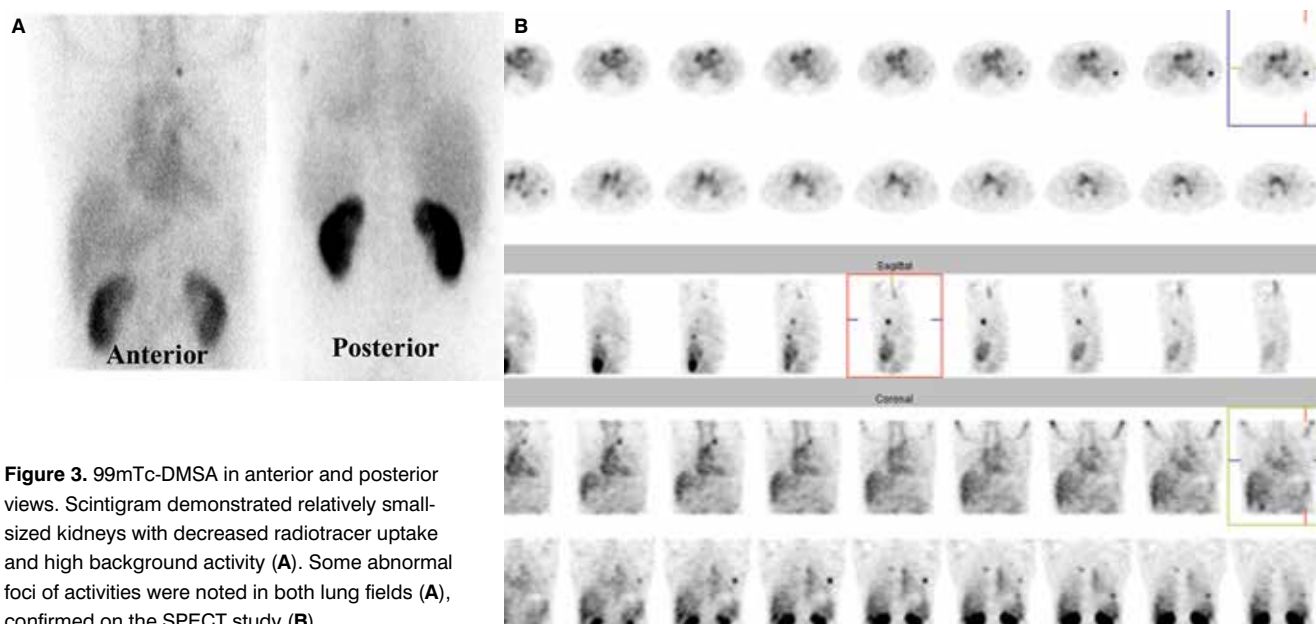 A
B
Anterior
Posterior
Sagittal
Coronal
Figure 3. 99mTc-DMSA in anterior and posterior
views. Scintigram demonstrated relatively small-
sized kidneys with decreased radiotracer uptake
and high background activity (A). Some abnormal
foci of activities were noted in both lung fields (A),
confirmed on the SPECT study (B).